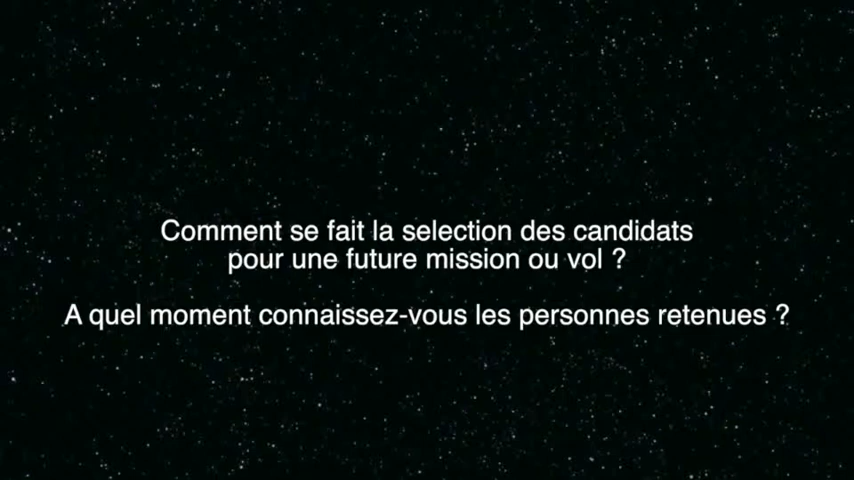 Comment se fait la selection des candidats
pour une future mission ou vol ?
A quel moment connaissez-vous les personnes retenues ?